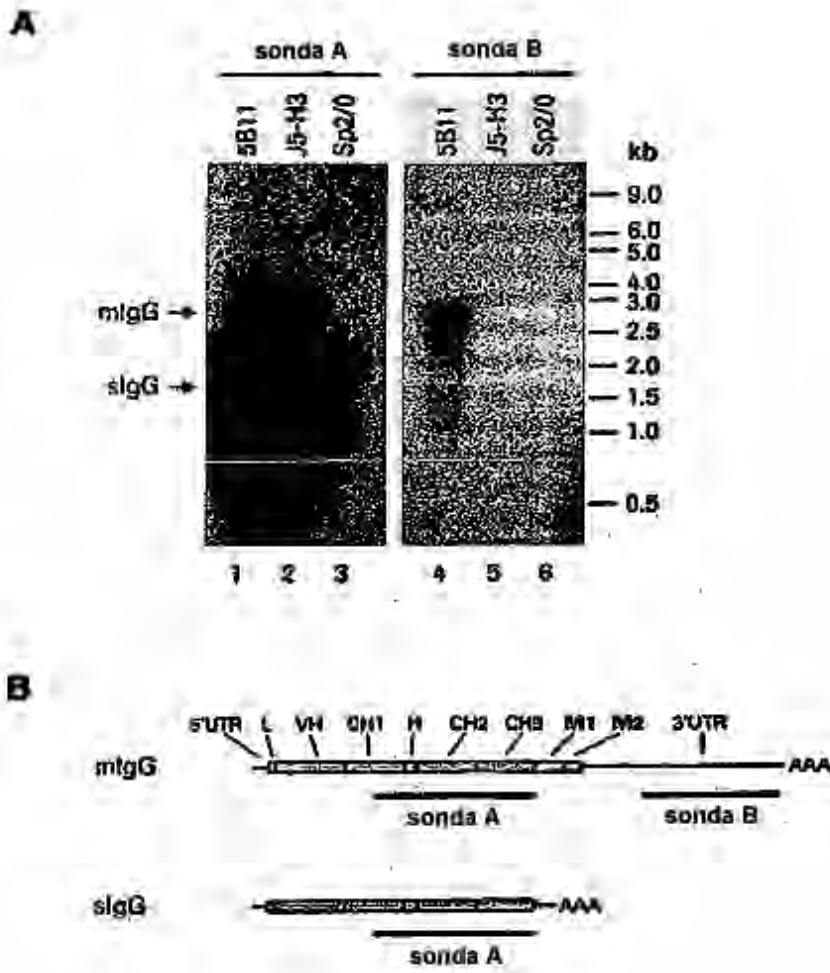 A
sonda A sonda B
5B11 J5-H3 Sp2/0 5B11 J5-H3 Sp2/0
kb
9.0
6.0
5.0
4.0
3.0
mIgG
2.5
2.0
sIgG
1.5
1.0
0.5
1 2 3 4 5 6
B
5'UTR L VH CH1 H CH2 CH3 M1 M2 3'UTR
mIgG AAA
sonda A sonda B
sIgG AAA
sonda A